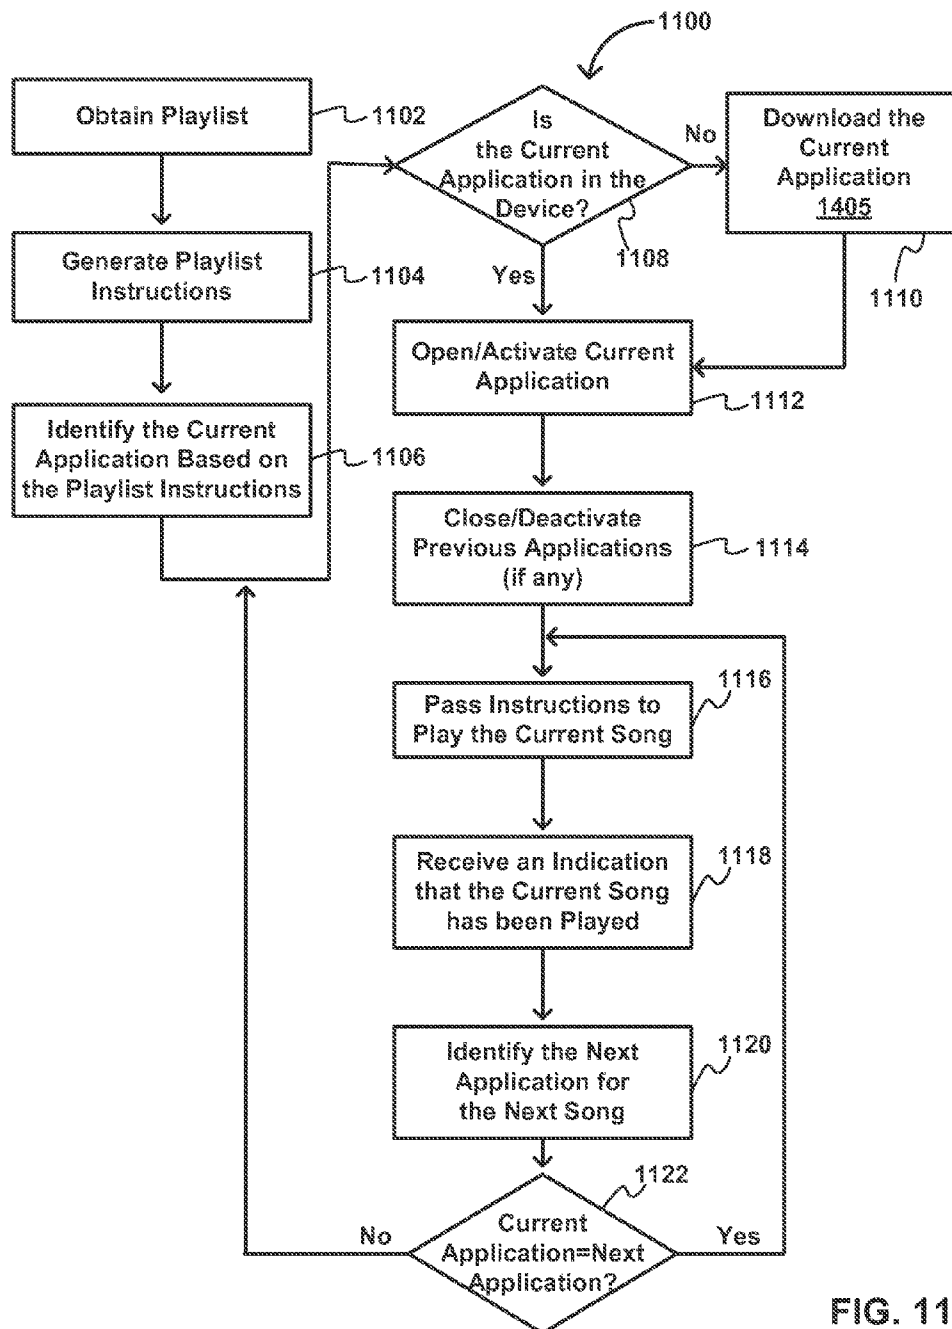 1100
Obtain Playlist
1102
Generate Playlist
Instructions
1104
Identify the Current
Application Based on
the Playlist Instructions
1106
Is
the Current
Application in the
Device?
1108
No
Yes
Download the
Current
Application
1405
1110
Open/Activate Current
Application
1112
Close/Deactivate
Previous Applications
(if any)
1114
Pass Instructions to
Play the Current Song
1116
Receive an Indication
that the Current Song
has been Played
1118
Identify the Next
Application for
the Next Song
1120
Current
Application=Next
Application?
1122
No
Yes
FIG. 11